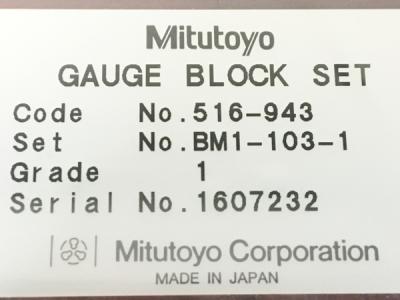 Mitutoyo
GAUGE BLOCK SET
Code No.516-943
Set No.BM1-103-1
Grade 1
Serial No.1607232
Mitutoyo Corporation
MADE IN JAPAN